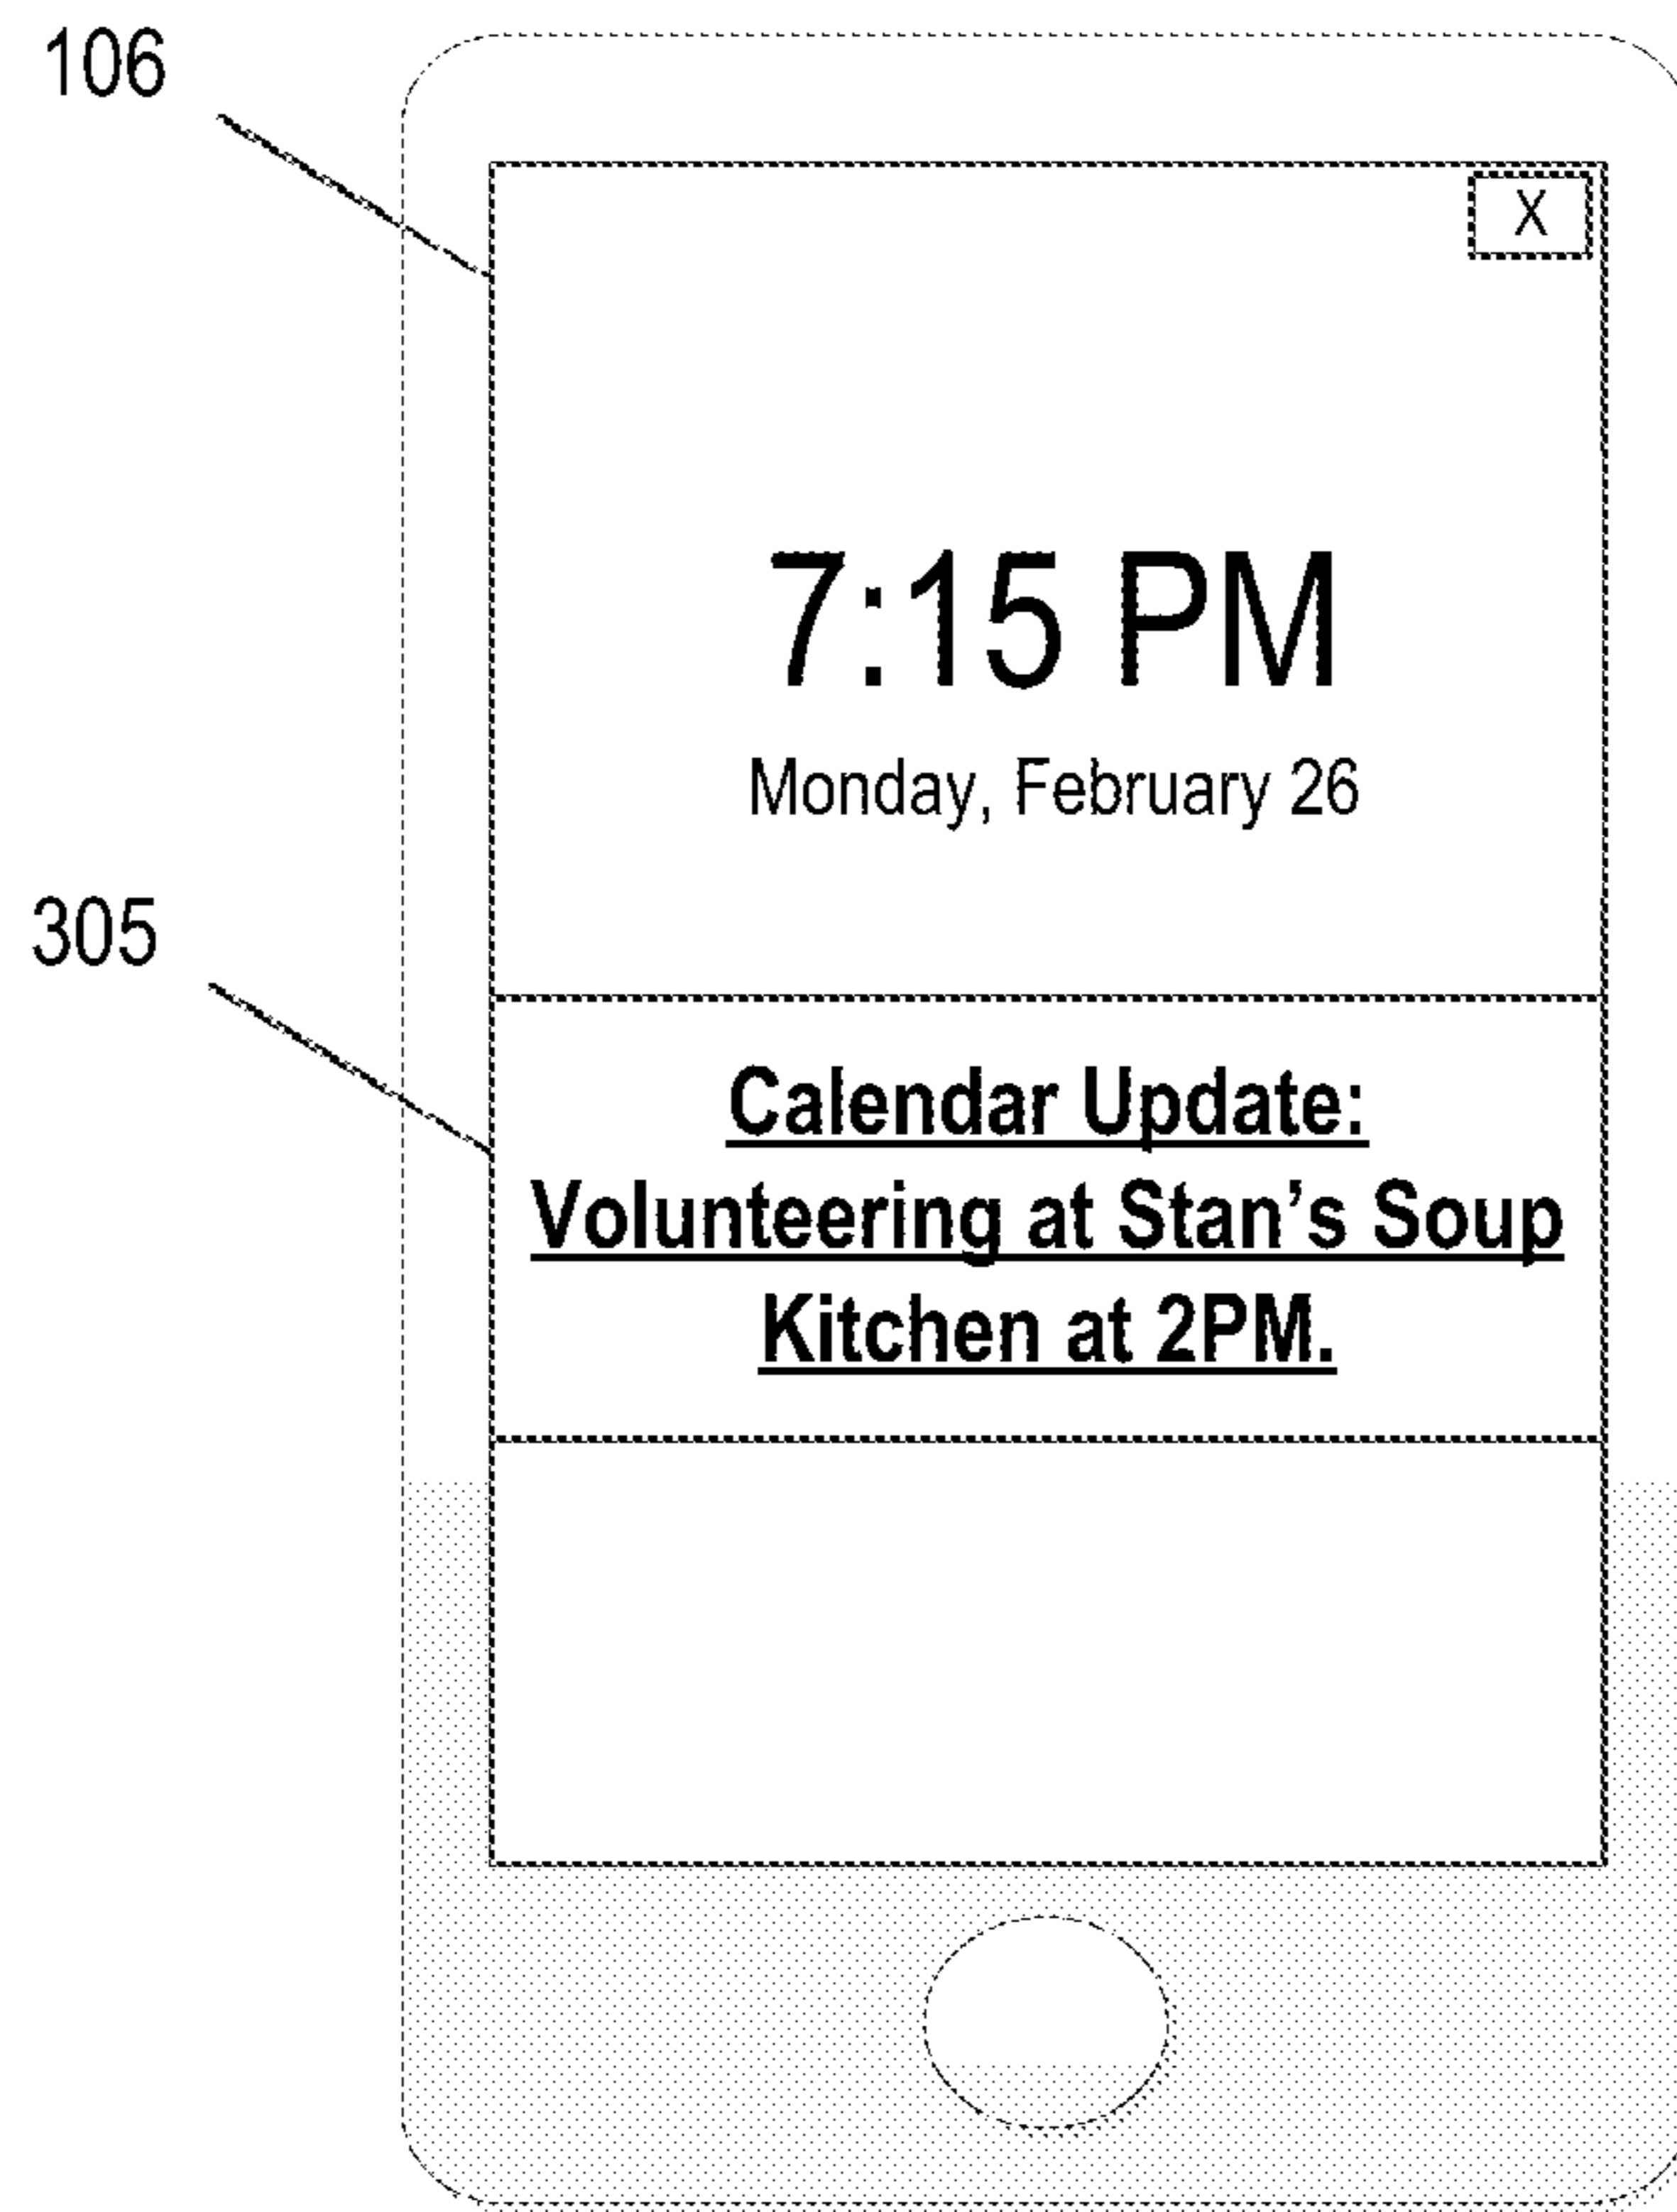 106
X
7:15 PM
Monday, February 26
305
Calendar Update:
Volunteering at Stan's Soup
Kitchen at 2PM.